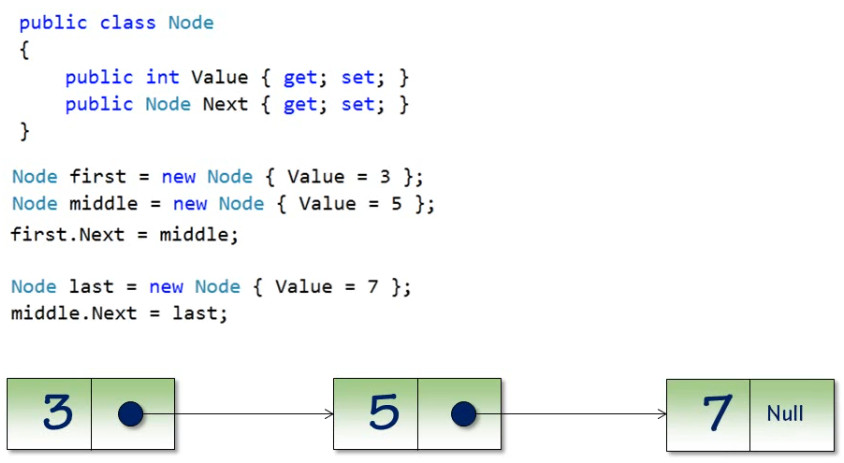 public class Node
{
public int Value { get; set; }
public Node Next { get; set; }
}
Node first = new Node { Value = 3 };
Node middle = new Node { Value = 5 };
first.Next = middle;
Node last = new Node { Value = 7 };
middle.Next = last;
3
5
7
Null